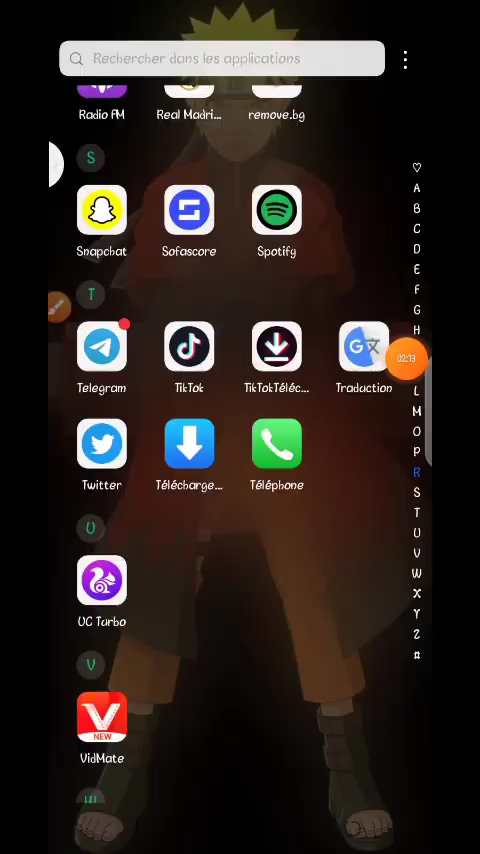 Rechercher dans les applications
Radio FM
Real Madri...
remove.bg
S
Snapchat
Sofascore
Spotify
T
Telegram
TikTok
TikTokTéléc...
Traduction
02:13
Twitter
Télécharge...
Téléphone
U
UC Turbo
V
NEW
VidMate
W
A
B
C
D
E
F
G
H
L
M
O
P
R
S
T
U
V
W
X
Y
Z
#